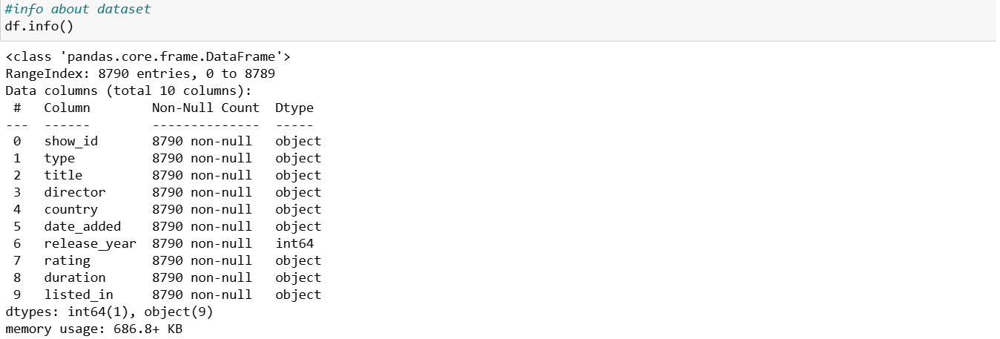 #info about dataset
df.info()
<class 'pandas.core.frame.DataFrame'>
RangeIndex: 8790 entries, 0 to 8789
Data columns (total 10 columns):
 #   Column        Non-Null Count  Dtype
---  ------        --------------  -----
 0   show_id       8790 non-null   object
 1   type          8790 non-null   object
 2   title         8790 non-null   object
 3   director      8790 non-null   object
 4   country       8790 non-null   object
 5   date_added    8790 non-null   object
 6   release_year  8790 non-null   int64
 7   rating        8790 non-null   object
 8   duration      8790 non-null   object
 9   listed_in     8790 non-null   object
dtypes: int64(1), object(9)
memory usage: 686.8+ KB